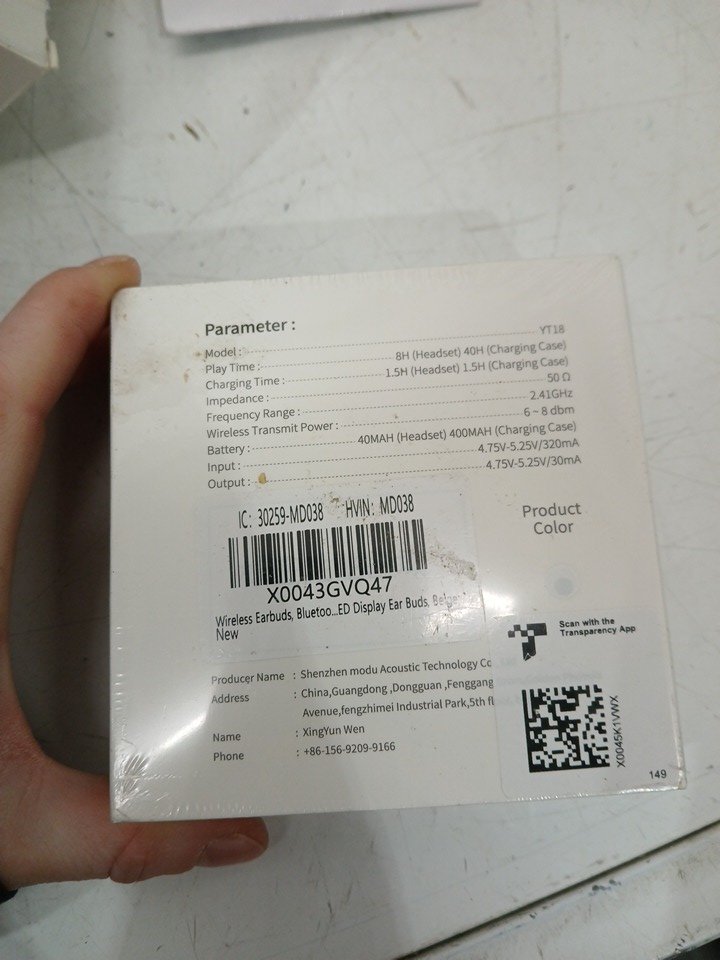 Parameter :
Model : YT18
Play Time : 8H (Headset) 40H (Charging Case)
Charging Time : 1.5H (Headset) 1.5H (Charging Case)
Impedance : 50 Ω
Frequency Range : 2.41GHz
Wireless Transmit Power : 6 ~ 8 dbm
Battery : 40MAH (Headset) 400MAH (Charging Case)
Input : 4.75V-5.25V/320mA
Output : 4.75V-5.25V/30mA
IC: 30259-MD038 HVIN: MD038
X0043GVQ47
Wireless Earbuds, Bluetoo...ED Display Ear Buds, Beige
New
Product
Color
Scan with the
Transparency App
X0045K1VWX
149
Producer Name : Shenzhen modu Acoustic Technology Co
Address : China,Guangdong ,Dongguan ,Fenggang
Avenue,fengzhimei Industrial Park,5th fl
Name : XingYun Wen
Phone : +86-156-9209-9166